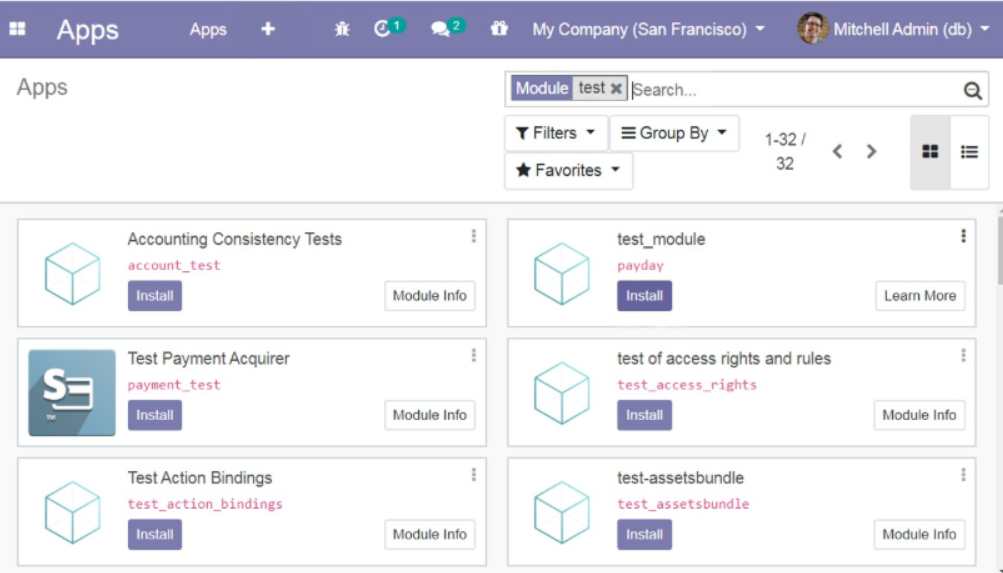 Apps Apps + 1 2 My Company (San Francisco) Mitchell Admin (db)
Apps
Module test × Search...
Filters Group By
1-32 /
32
Favorites
Accounting Consistency Tests
account_test
Install Module Info
test_module
payday
Install Learn More
Test Payment Acquirer
payment_test
Install Module Info
SE
TM
test of access rights and rules
test_access_rights
Install Module Info
Test Action Bindings
test_action_bindings
Install Module Info
test-assetsbundle
test_assetsbundle
Install Module Info